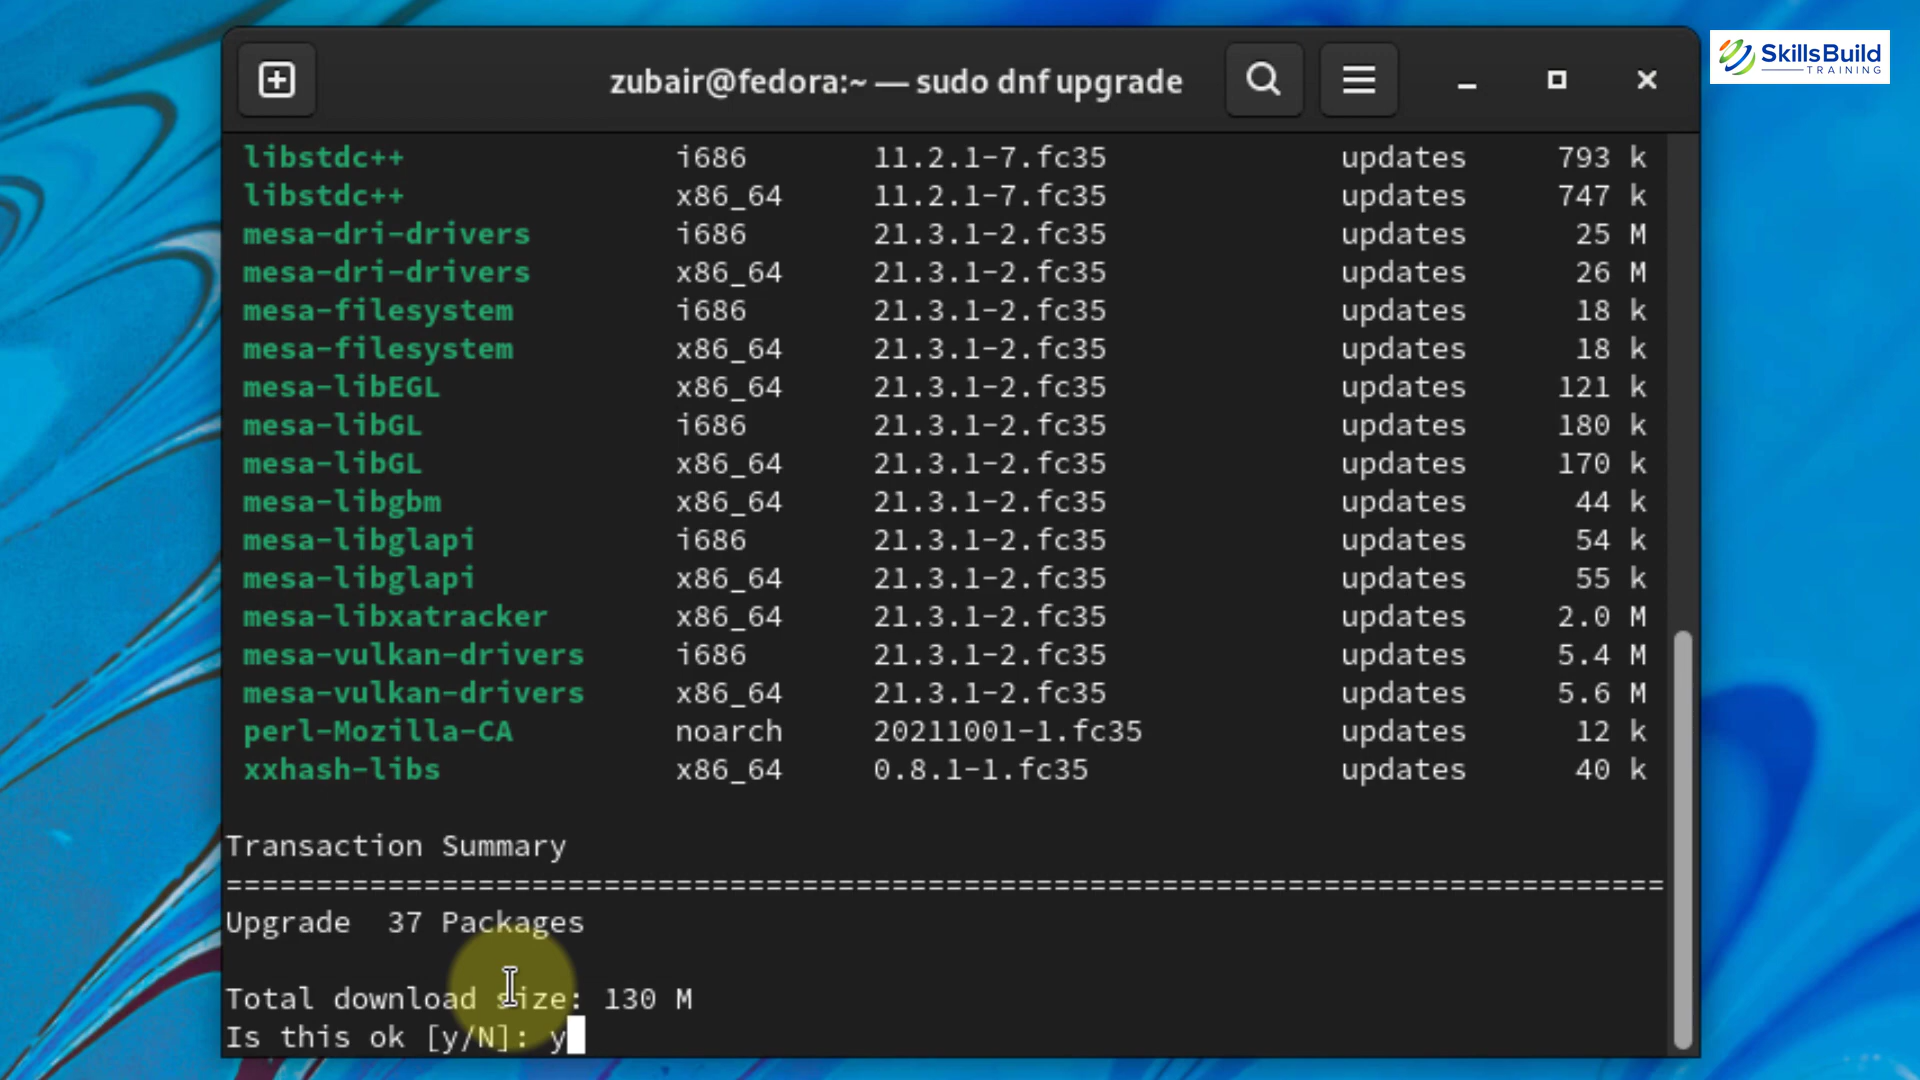 zubair@fedora:~ — sudo dnf upgrade
SkillsBuild
TRAINING
libstdc++ i686 11.2.1-7.fc35 updates 793 k
libstdc++ x86_64 11.2.1-7.fc35 updates 747 k
mesa-dri-drivers i686 21.3.1-2.fc35 updates 25 M
mesa-dri-drivers x86_64 21.3.1-2.fc35 updates 26 M
mesa-filesystem i686 21.3.1-2.fc35 updates 18 k
mesa-filesystem x86_64 21.3.1-2.fc35 updates 18 k
mesa-libEGL x86_64 21.3.1-2.fc35 updates 121 k
mesa-libGL i686 21.3.1-2.fc35 updates 180 k
mesa-libGL x86_64 21.3.1-2.fc35 updates 170 k
mesa-libgbm x86_64 21.3.1-2.fc35 updates 44 k
mesa-libglapi i686 21.3.1-2.fc35 updates 54 k
mesa-libglapi x86_64 21.3.1-2.fc35 updates 55 k
mesa-libxatracker x86_64 21.3.1-2.fc35 updates 2.0 M
mesa-vulkan-drivers i686 21.3.1-2.fc35 updates 5.4 M
mesa-vulkan-drivers x86_64 21.3.1-2.fc35 updates 5.6 M
perl-Mozilla-CA noarch 20211001-1.fc35 updates 12 k
xxhash-libs x86_64 0.8.1-1.fc35 updates 40 k
Transaction Summary
================================================================================
Upgrade 37 Packages
Total download size: 130 M
Is this ok [y/N]: y